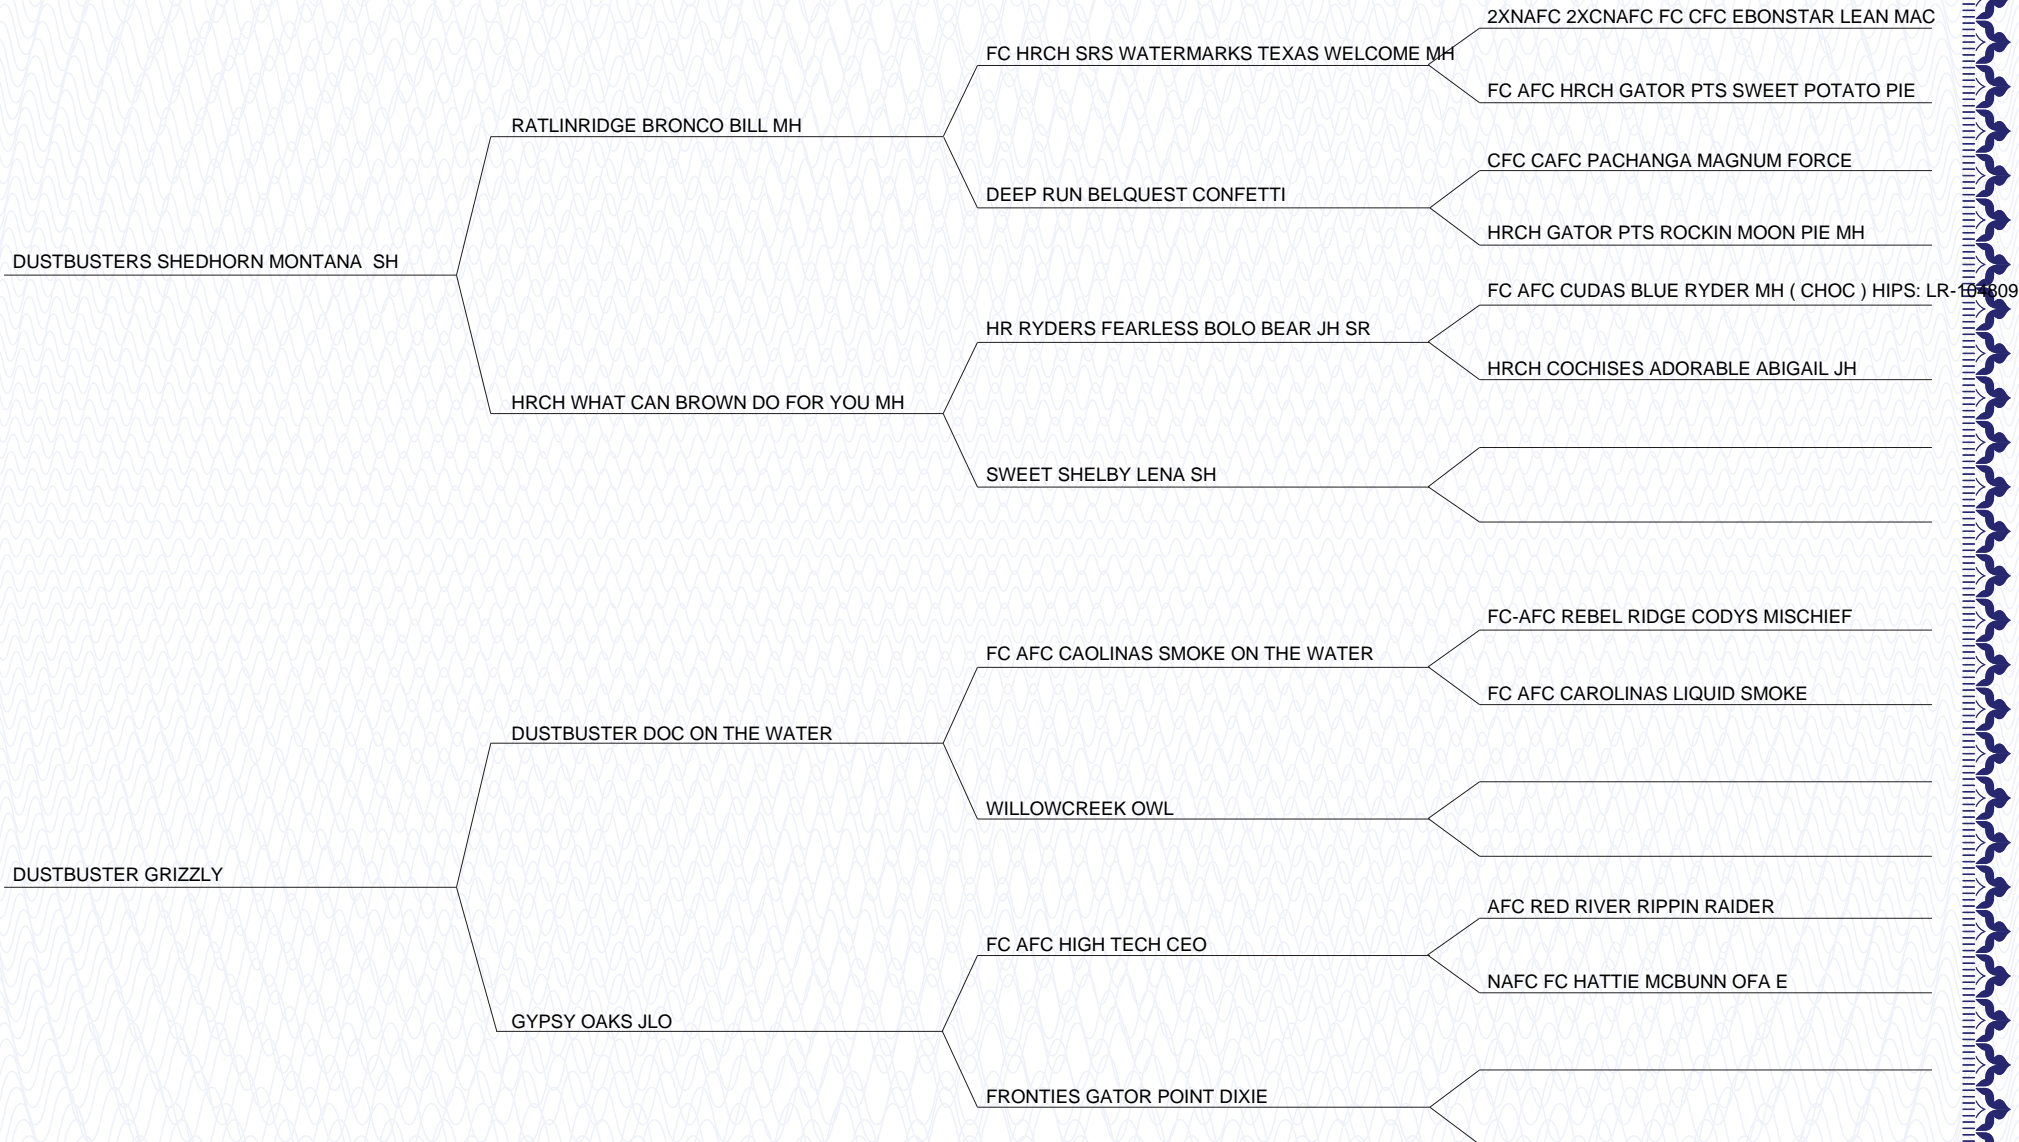 2XNAFC 2XCNAFC FC CFC EBONSTAR LEAN MAC
FC HRCH SRS WATERMARKS TEXAS WELCOME MH
FC AFC HRCH GATOR PTS SWEET POTATO PIE
RATLINRIDGE BRONCO BILL MH
CFC CAFC PACHANGA MAGNUM FORCE
DEEP RUN BELQUEST CONFETTI
HRCH GATOR PTS ROCKIN MOON PIE MH
DUSTBUSTERS SHEDHORN MONTANA  SH
FC AFC CUDAS BLUE RYDER MH ( CHOC ) HIPS: LR-104809
HR RYDERS FEARLESS BOLO BEAR JH SR
HRCH COCHISES ADORABLE ABIGAIL JH
HRCH WHAT CAN BROWN DO FOR YOU MH
SWEET SHELBY LENA SH
FC-AFC REBEL RIDGE CODYS MISCHIEF
FC AFC CAOLINAS SMOKE ON THE WATER
FC AFC CAROLINAS LIQUID SMOKE
DUSTBUSTER DOC ON THE WATER
WILLOWCREEK OWL
DUSTBUSTER GRIZZLY
AFC RED RIVER RIPPIN RAIDER
FC AFC HIGH TECH CEO
NAFC FC HATTIE MCBUNN OFA E
GYPSY OAKS JLO
FRONTIES GATOR POINT DIXIE